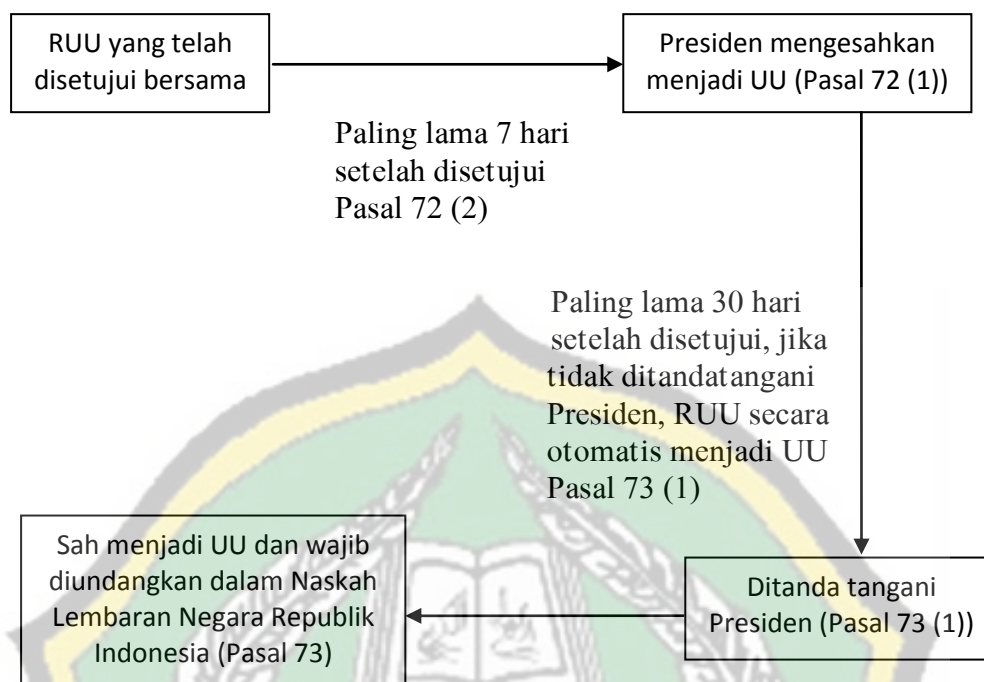 RUU yang telah
disetujui bersama
Presiden mengesahkan
menjadi UU (Pasal 72 (1))
Paling lama 7 hari
setelah disetujui
Pasal 72 (2)
Paling lama 30 hari
setelah disetujui, jika
tidak ditandatangani
Presiden, RUU secara
otomatis menjadi UU
Pasal 73 (1)
Sah menjadi UU dan wajib
diundangkan dalam Naskah
Lembaran Negara Republik
Indonesia (Pasal 73)
Ditanda tangani
Presiden (Pasal 73 (1))